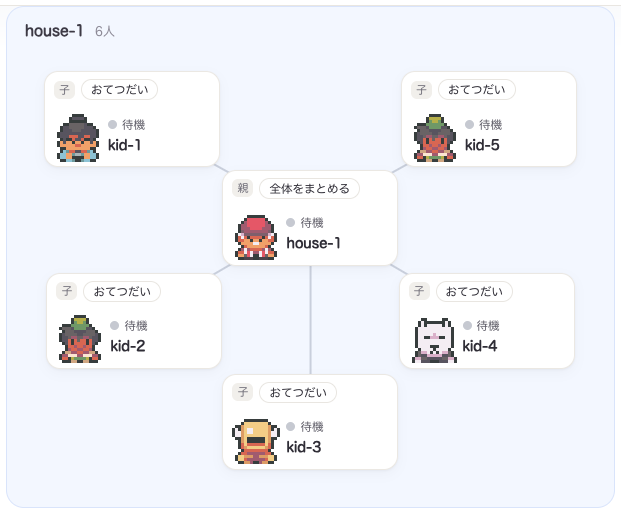 house-1 6人
子 おてつだい
待機
kid-1
子 おてつだい
待機
kid-5
親 全体をまとめる
待機
house-1
子 おてつだい
待機
kid-2
子 おてつだい
待機
kid-4
子 おてつだい
待機
kid-3